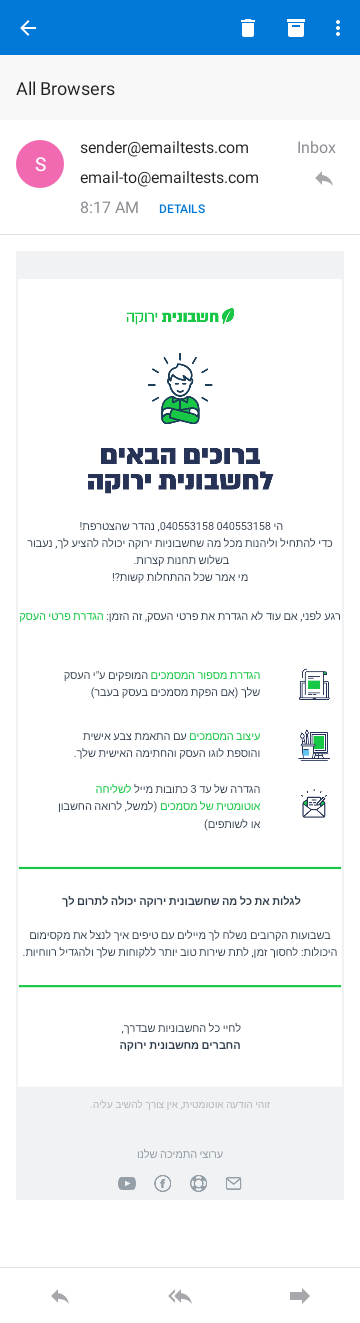 All Browsers
S
sender@emailtests.com
Inbox
email-to@emailtests.com
8:17 AM DETAILS
חשבונית ירוקה
ברוכים הבאים
לחשבונית ירוקה
הי 040553158 040553158, נהדר שהצטרפת!
כדי להתחיל וליהנות מכל מה שחשבוניות ירוקה יכולה להציע לך, נעבור
בשלוש תחנות קצרות.
מי אמר שכל ההתחלות קשות?!
רגע לפני, אם עוד לא הגדרת את פרטי העסק, זה הזמן: הגדרת פרטי העסק
הגדרת מספור המסמכים המופקים ע"י העסק
שלך (אם הפקת מסמכים בעסק בעבר)
עיצוב המסמכים עם התאמת צבע אישית
והוספת לוגו העסק והחתימה האישית שלך.
הגדרה של עד 3 כתובות מייל לשליחה
אוטומטית של מסמכים (למשל, לרואה החשבון
או לשותפים)
לגלות את כל מה שחשבונית ירוקה יכולה לתרום לך
בשבועות הקרובים נשלח לך מיילים עם טיפים איך לנצל את מקסימום
היכולות: לחסוך זמן, לתת שירות טוב יותר ללקוחות שלך ולהגדיל רווחיות.
לחיי כל החשבוניות שבדרך,
החברים מחשבונית ירוקה
זוהי הודעה אוטומטית, אין צורך להשיב עליה.
ערוצי התמיכה שלנו